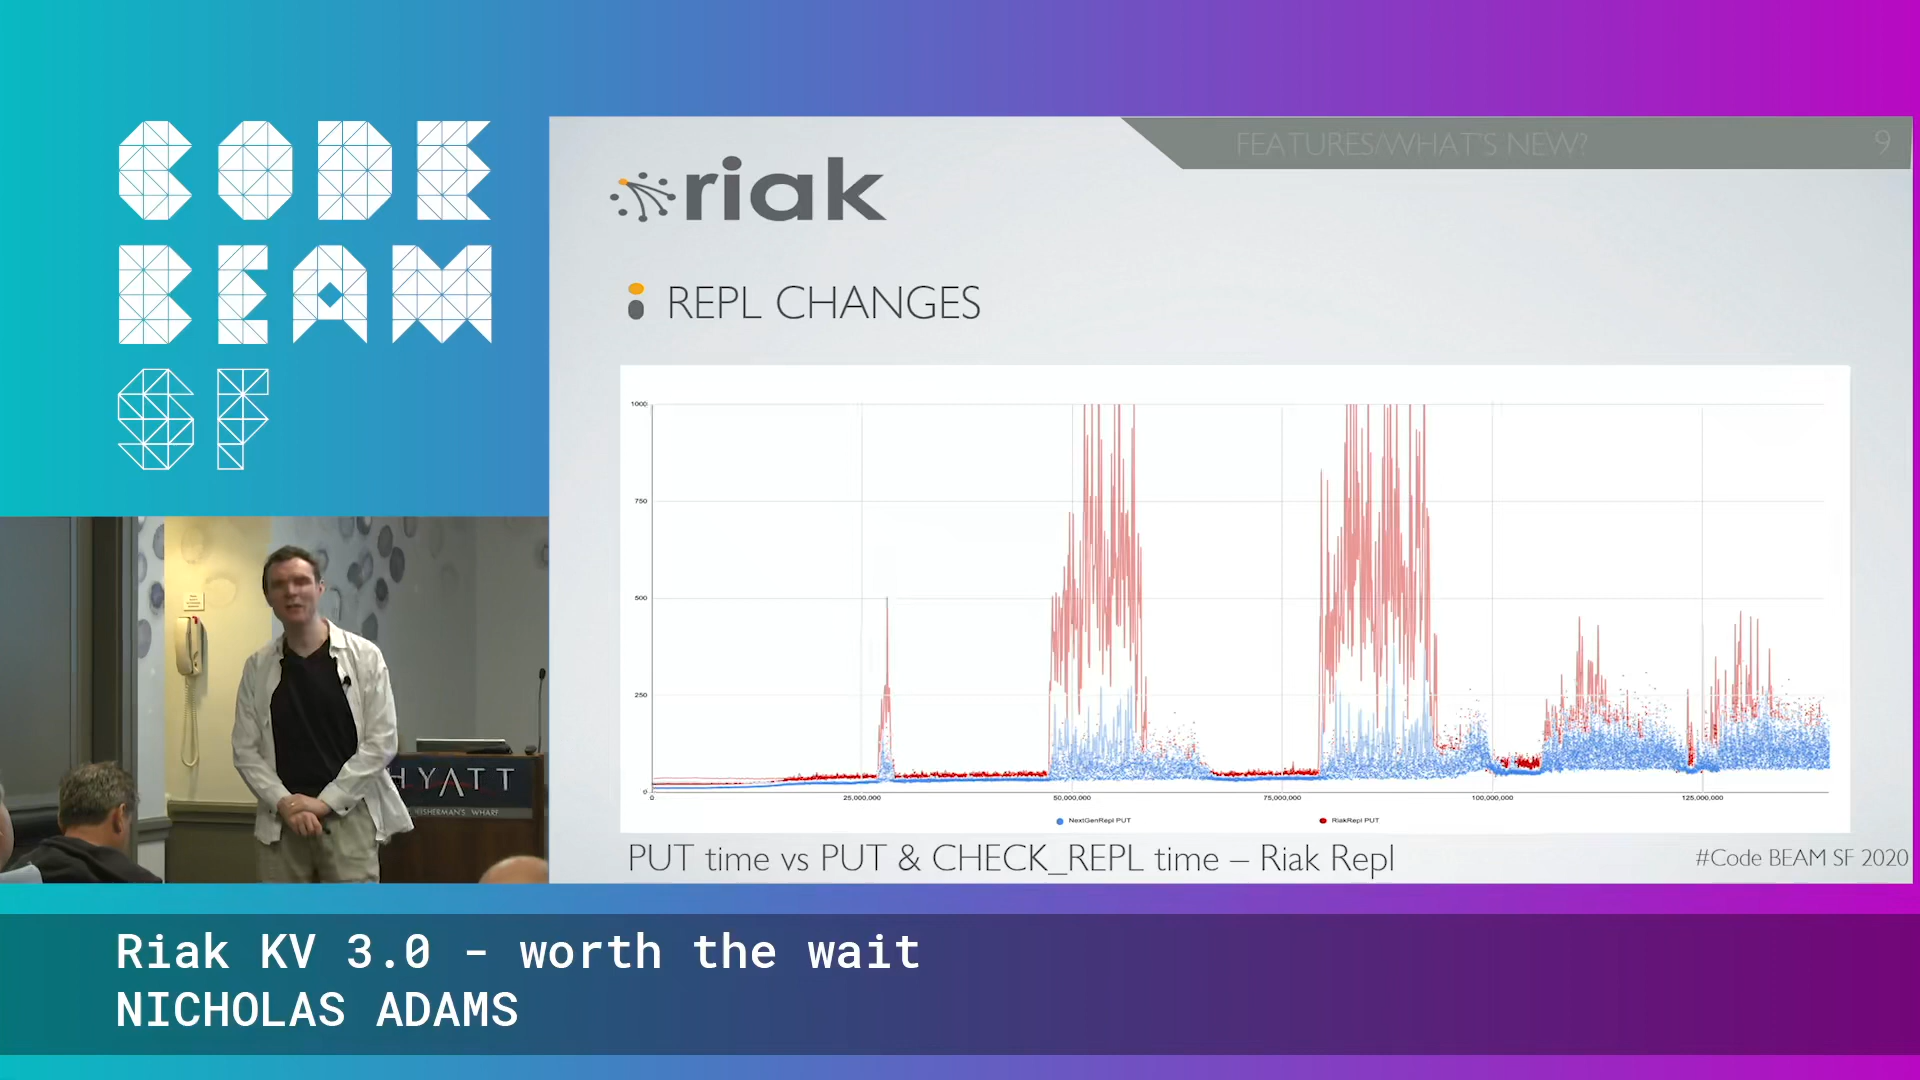 CODE
BEAM
SF
FEATURES/WHAT'S NEW? 9
riak
REPL CHANGES
1000
750
500
250
0
0 25,000,000 50,000,000 75,000,000 100,000,000 125,000,000
NextGenRepl PUT RiakRepl PUT
PUT time vs PUT & CHECK_REPL time – Riak Repl
#Code BEAM SF 2020
HYATT
FISHERMAN'S WHARF
Riak KV 3.0 - worth the wait
NICHOLAS ADAMS